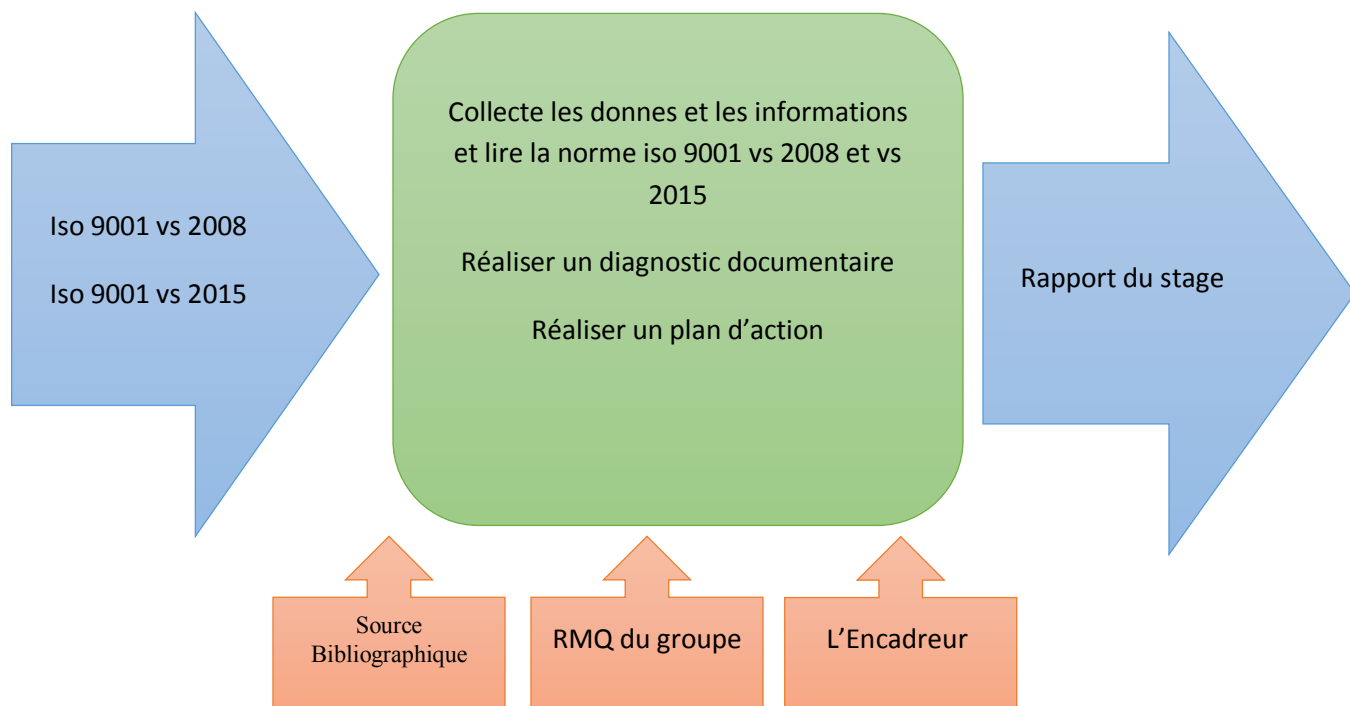 Iso 9001 vs 2008
Iso 9001 vs 2015
Collecte les donnes et les informations
et lire la norme iso 9001 vs 2008 et vs
2015
Réaliser un diagnostic documentaire
Réaliser un plan d’action
Rapport du stage
Source
Bibliographique
RMQ du groupe
L’Encadreur